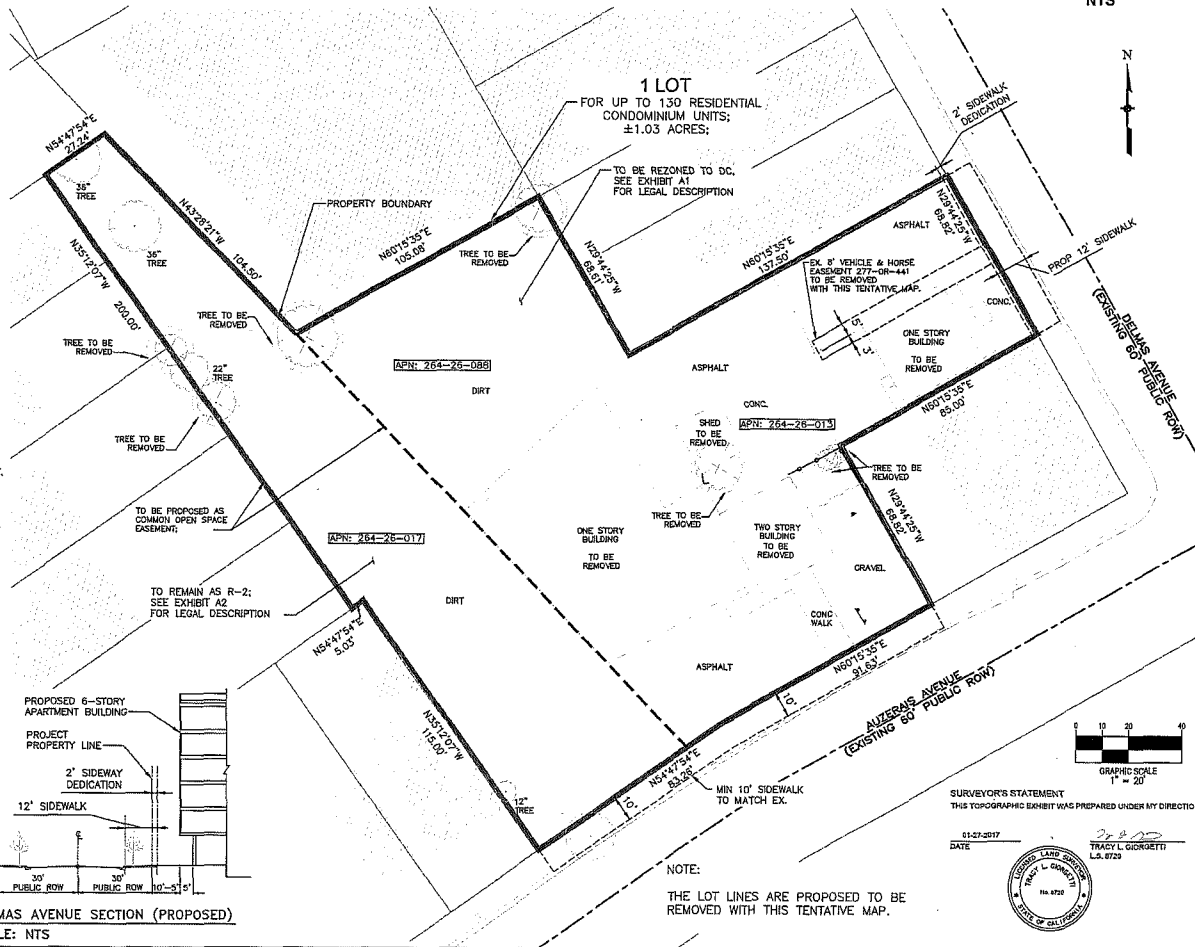 NTS
N
1 LOT
FOR UP TO 130 RESIDENTIAL
CONDOMINIUM UNITS;
±1.03 ACRES;
2' SIDEWALK
DEDICATION
N54°47'54"E
27.24'
36"
TREE
TO BE REZONED TO DC,
SEE EXHIBIT A1
FOR LEGAL DESCRIPTION
PROPERTY BOUNDARY
N43°28'21"W
104.50'
N60°15'35"E
105.08'
TREE TO BE
REMOVED
N29°44'25"W
68.61'
N60°15'35"E
137.50'
ASPHALT
N29°44'25"W
68.82'
PROP 12' SIDEWALK
36"
TREE
N35°12'07"W
200.00'
EX. 8' VEHICLE & HORSE
EASEMENT 277-OR-441
TO BE REMOVED
WITH THIS TENTATIVE MAP.
CONC.
5'
3'
ONE STORY
BUILDING
TO BE
REMOVED
DELMAS AVENUE
(EXISTING 60' PUBLIC ROW)
TREE TO BE
REMOVED
TREE TO BE
REMOVED
22"
TREE
APN: 264-26-088
DIRT
ASPHALT
CONC.
SHED
TO BE
REMOVED
APN: 264-26-013
N60°15'35"E
85.00'
TREE TO BE
REMOVED
TREE TO BE
REMOVED
N29°44'25"W
68.82'
TO BE PROPOSED AS
COMMON OPEN SPACE
EASEMENT;
TREE TO BE
REMOVED
APN: 264-26-017
ONE STORY
BUILDING
TO BE
REMOVED
TWO STORY
BUILDING
TO BE
REMOVED
GRAVEL
TO REMAIN AS R-2;
SEE EXHIBIT A2
FOR LEGAL DESCRIPTION
DIRT
CONC
WALK
N54°47'54"E
5.03'
ASPHALT
N60°15'35"E
91.63'
10'
AUZERAIS AVENUE
(EXISTING 60' PUBLIC ROW)
N35°12'07"W
115.00'
N54°47'54"E
83.26'
10'
MIN 10' SIDEWALK
TO MATCH EX.
12"
TREE
PROPOSED 6-STORY
APARTMENT BUILDING
PROJECT
PROPERTY LINE
2' SIDEWAY
DEDICATION
12' SIDEWALK
30'
PUBLIC ROW
30'
PUBLIC ROW
10'-5"
5'
MAS AVENUE SECTION (PROPOSED)
LE: NTS
0 10 20 40
GRAPHIC SCALE
1" = 20'
SURVEYOR'S STATEMENT
THIS TOPOGRAPHIC EXHIBIT WAS PREPARED UNDER MY DIRECTIO
01-27-2017
DATE
TRACY L. GIORGETTI
L.S. 8720
LICENSED LAND SURVEYOR
TRACY L. GIORGETTI
No. 8720
STATE OF CALIFORNIA
NOTE:
THE LOT LINES ARE PROPOSED TO BE
REMOVED WITH THIS TENTATIVE MAP.